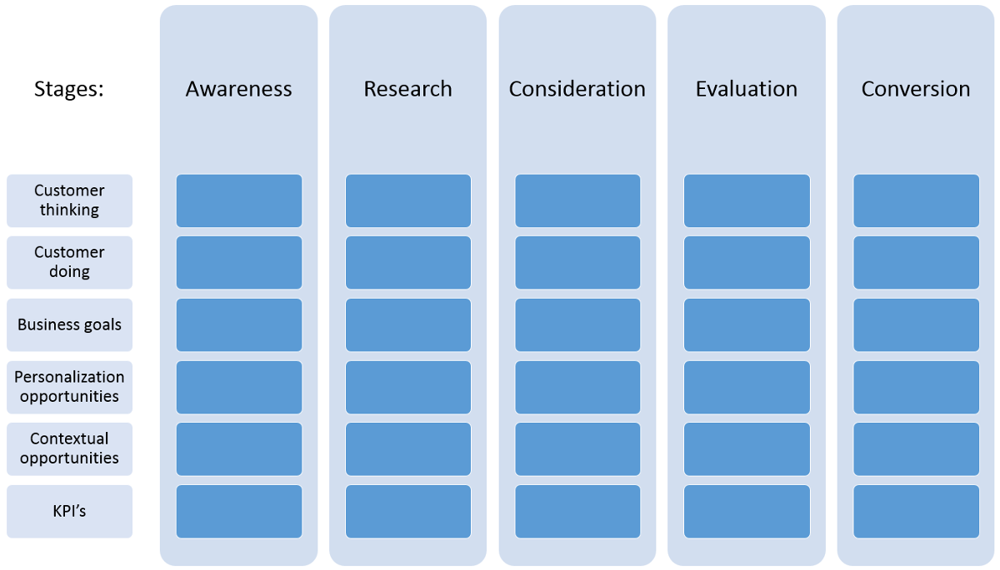 Stages:
Awareness
Research
Consideration
Evaluation
Conversion
Customer
thinking
Customer
doing
Business goals
Personalization
opportunities
Contextual
opportunities
KPI’s